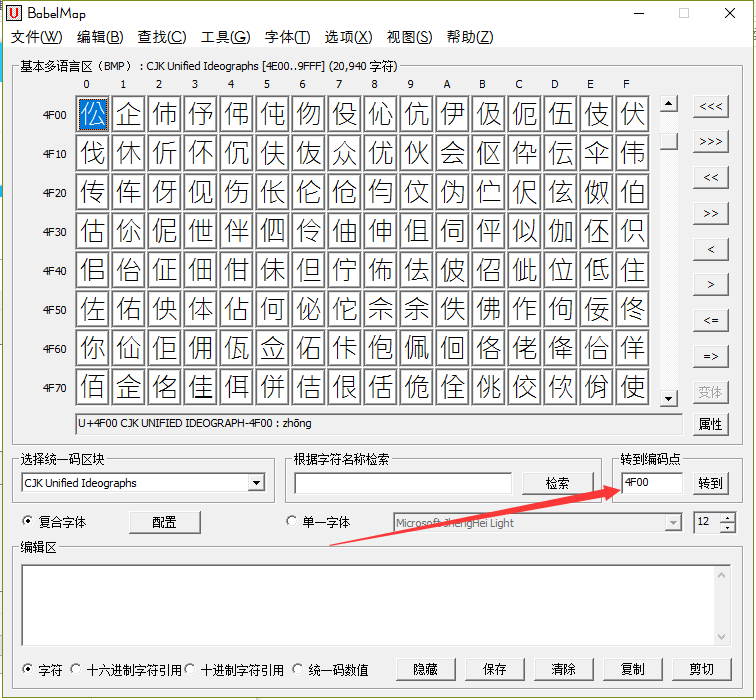 BabelMap
文件(W) 编辑(B) 查找(C) 工具(G) 字体(T) 选项(X) 视图(S) 帮助(Z)
基本多语言区（BMP）: CJK Unified Ideographs [4E00..9FFF] (20,940 字符)
0 1 2 3 4 5 6 7 8 9 A B C D E F
4F00 伀 企 伂 伃 伄 伅 伆 伇 伈 伉 伊 伋 伌 伍 伎 伏 <<<
4F10 伐 休 伒 伓 伔 伕 伖 众 优 伙 会 伛 伜 伝 伞 伟 >>>
4F20 传 伡 伢 伣 伤 伥 伦 伧 伨 伩 伪 伫 伬 伭 伮 伯 <<
4F30 估 伱 伲 伳 伴 伵 伶 伷 伸 伹 伺 伻 似 伽 伾 伿 >>
<
4F40 佀 佁 佂 佃 佄 佅 但 佇 佈 佉 佊 佋 佌 位 低 住 >
4F50 佐 佑 佒 体 佔 何 佖 佗 佘 余 佚 佛 作 佝 佞 佟 <=
4F60 你 佡 佢 佣 佤 佥 佦 佧 佨 佩 佪 佫 佬 佭 佮 佯 =>
4F70 佰 佱 佲 佳 佴 併 佶 佷 佸 佹 佺 佻 佼 佽 佾 使 变体
U+4F00 CJK UNIFIED IDEOGRAPH-4F00 : zhōng 属性
选择统一码区块 根据字符名称检索 转到编码点
CJK Unified Ideographs 检索 4F00 转到
复合字体 配置 单一字体 Microsoft JhengHei Light 12
编辑区
字符 十六进制字符引用 十进制字符引用 统一码数值 隐藏 保存 清除 复制 剪切